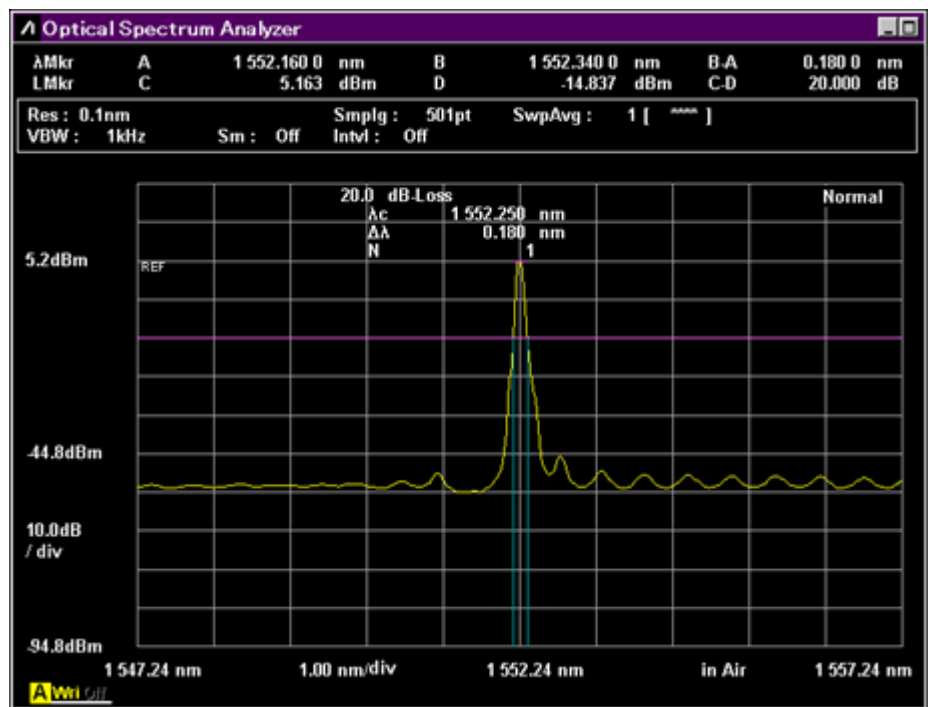 Optical Spectrum Analyzer
λMkr A 1 552.160 0 nm B 1 552.340 0 nm B-A 0.180 0 nm
LMkr C 5.163 dBm D -14.837 dBm C-D 20.000 dB
Res : 0.1nm Smplg : 501pt SwpAvg : 1 [ ^^^^ ]
VBW : 1kHz Sm : Off Intvl : Off
20.0 dB-Loss Normal
λc 1 552.250 nm
Δλ 0.180 nm
N 1
5.2dBm REF
-44.8dBm
10.0dB
/ div
-94.8dBm
1 547.24 nm 1.00 nm/div 1 552.24 nm in Air 1 557.24 nm
A Wri Off